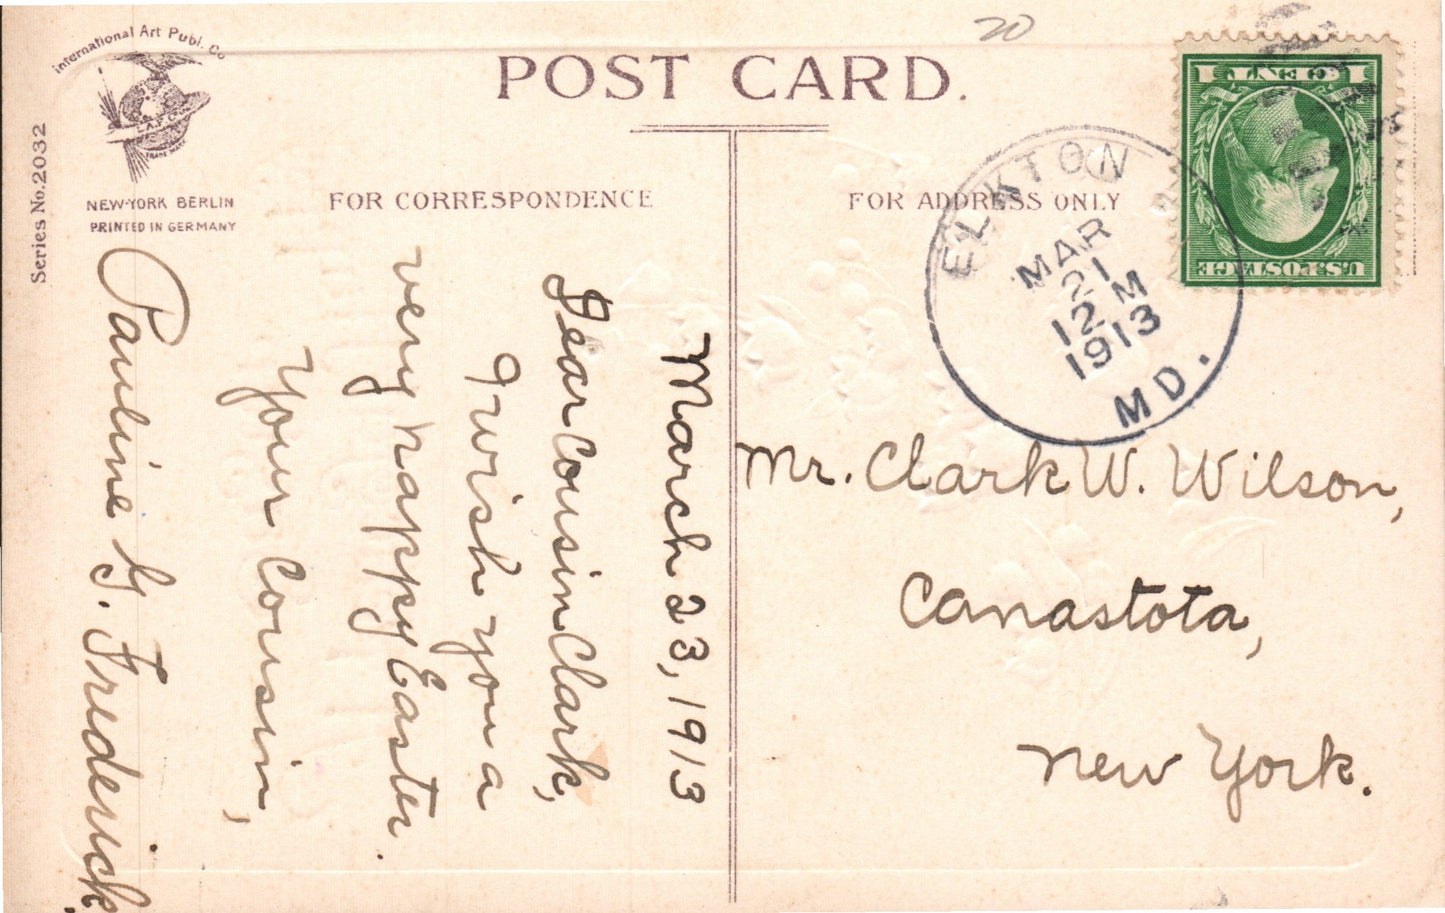 International Art Publ. Co
Series No. 2032
NEW-YORK BERLIN
PRINTED IN GERMANY
POST CARD.
20
FOR CORRESPONDENCE
FOR ADDRESS ONLY
1 CENT 1
U.S. POSTAGE
ELKTON
MAR
21
12 M
1913
MD.
March 23, 1913
Dear Cousin Clark,
I wish you a
very happy Easter.
Your Cousin,
Pauline G. Frederick.
Mr. Clark W. Wilson,
Canastota,
New York.